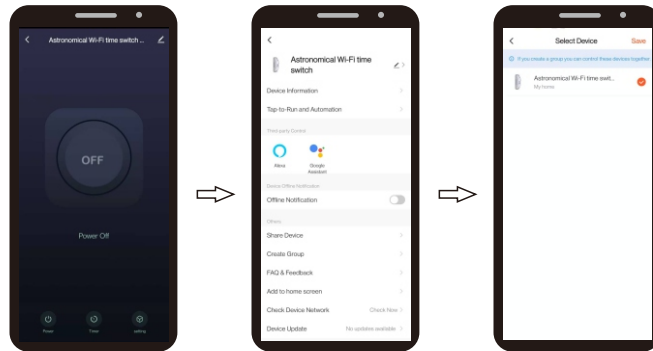 Astronomical Wi-Fi time switch ...
OFF
Power Off
Power
Timer
setting
Astronomical Wi-Fi time
switch
Device Information
Tap-to-Run and Automation
Third-party Control
Alexa
Google
Assistant
Device Offline Notification
Offline Notification
Others
Share Device
Create Group
FAQ & Feedback
Add to home screen
Check Device Network
Check Now
Device Update
No updates available
Select Device
Save
If you create a group you can control these devices together
Astronomical Wi-Fi time swit...
My home